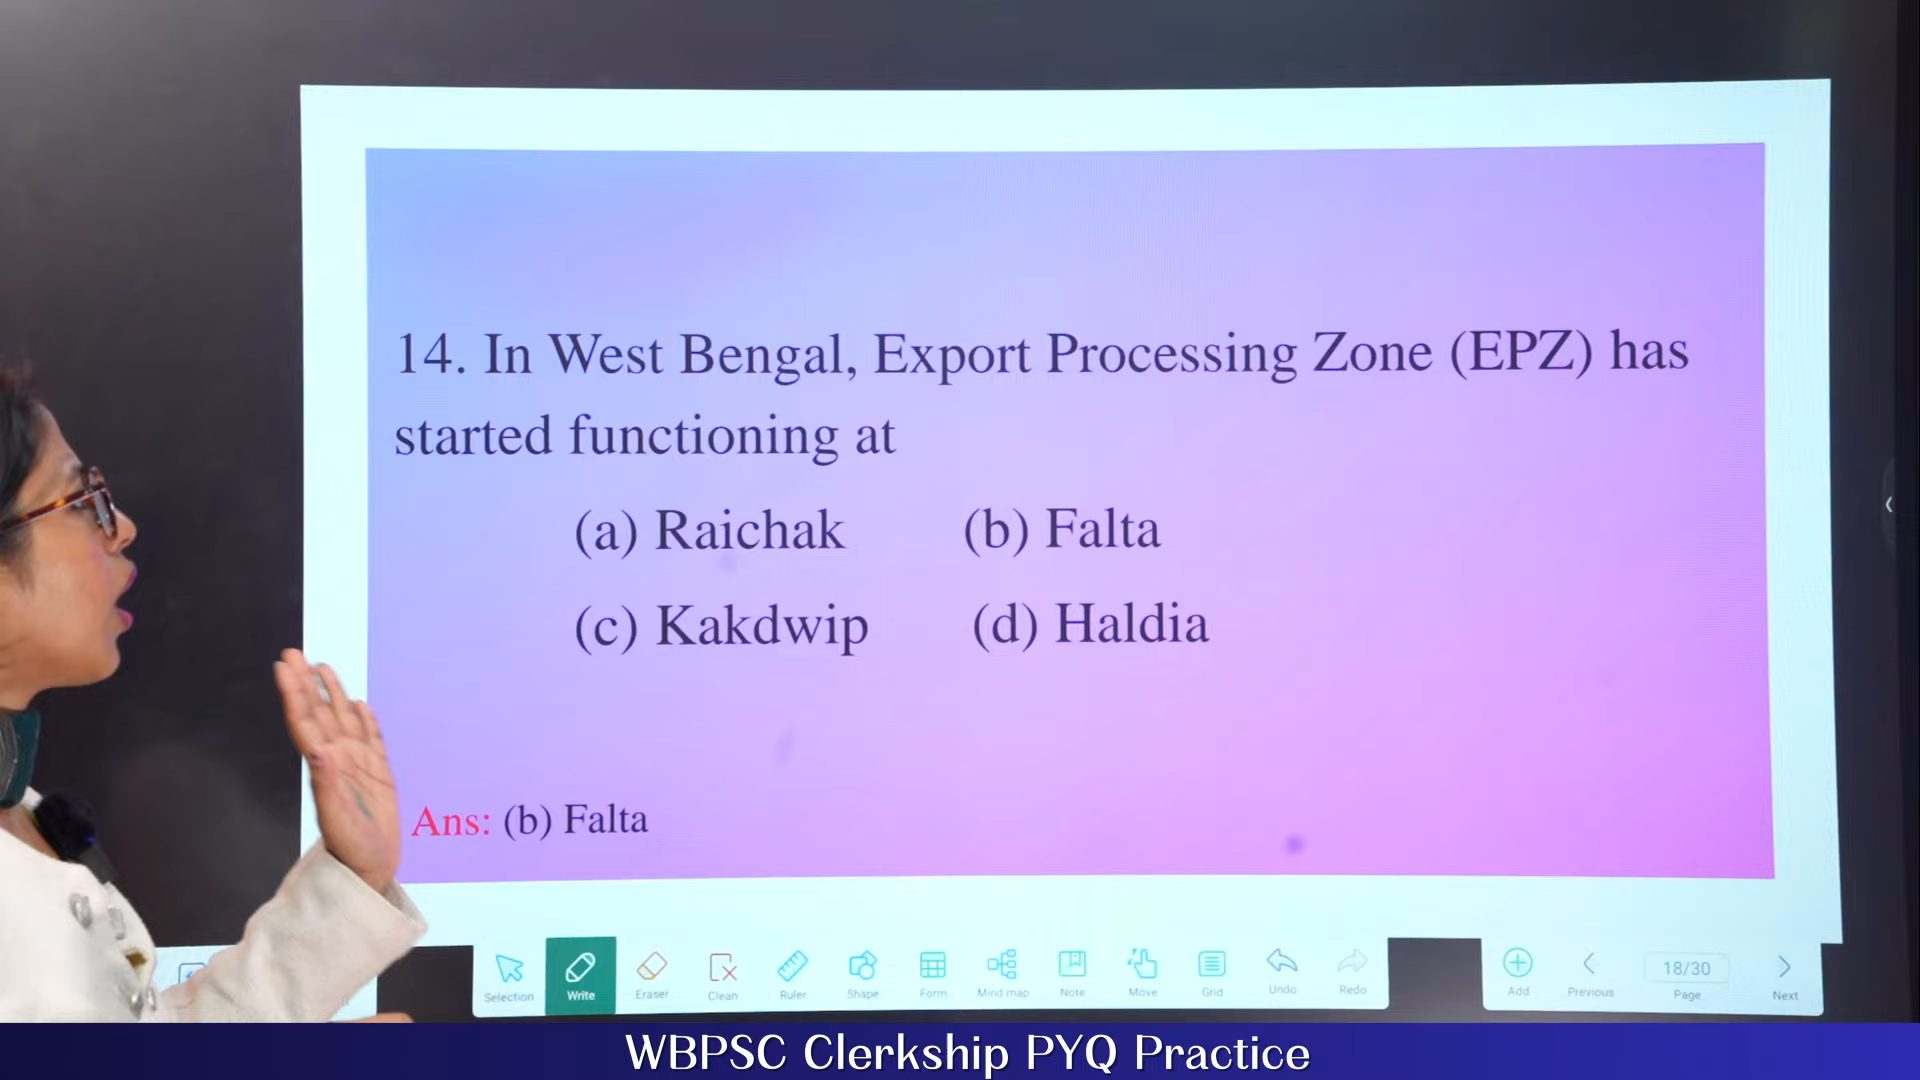 14. In West Bengal, Export Processing Zone (EPZ) has
started functioning at
(a) Raichak (b) Falta
(c) Kakdwip (d) Haldia
Ans: (b) Falta
Selection Write Eraser Clean Ruler Shape Form Mind map Note Move Grid Undo Redo Add Previous 18/30 Page Next
WBPSC Clerkship PYQ Practice